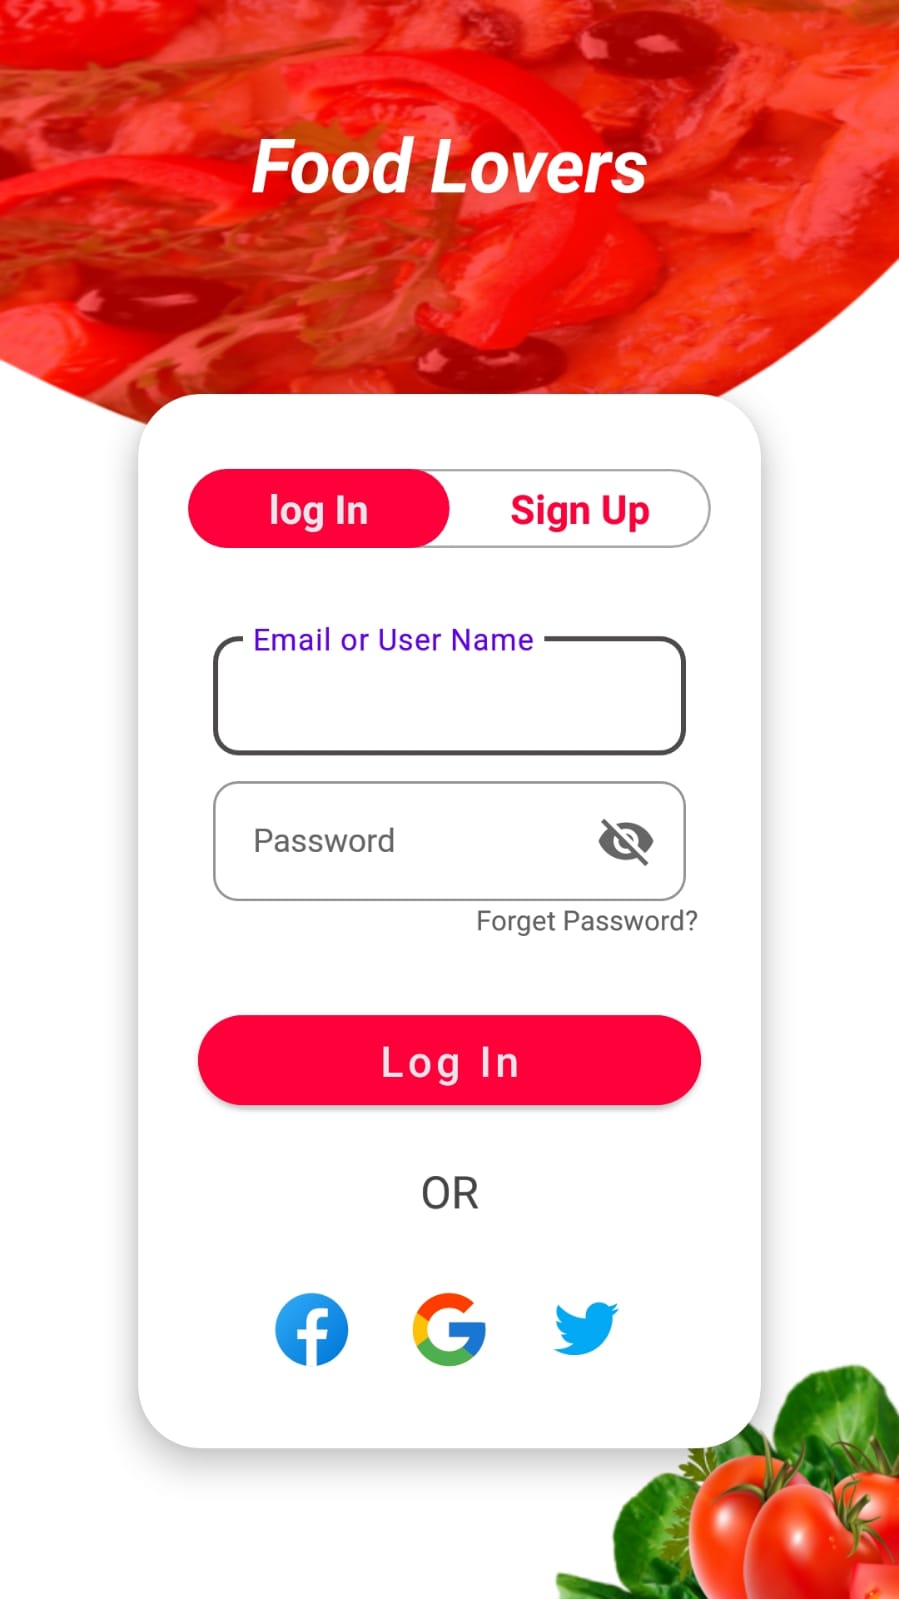 Food Lovers
log In Sign Up
Email or User Name
Password
Forget Password?
Log In
OR